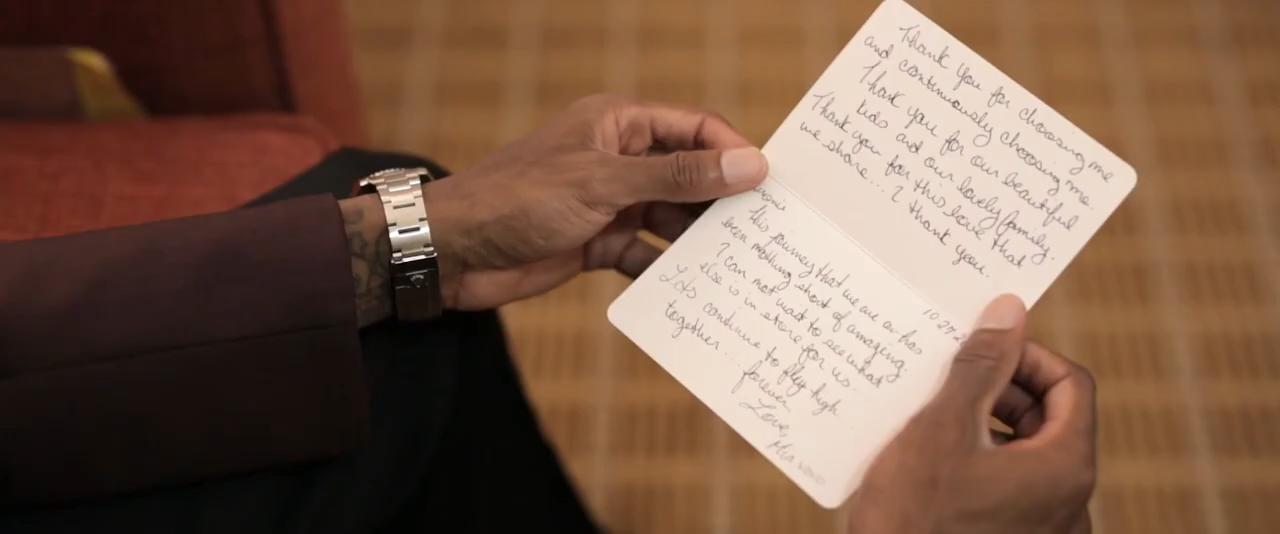 Thank you for choosing me
and continuously choosing me.
Thank you for our beautiful
kids and our lovely family.
Thank you for this love that
we share... I thank you.
10.27.2
this journey that we are on has
been nothing short of amazing.
I can not wait to see what
else is in store for us.
Lets continue to fly high
together... forever
Love,
Mia xoxo